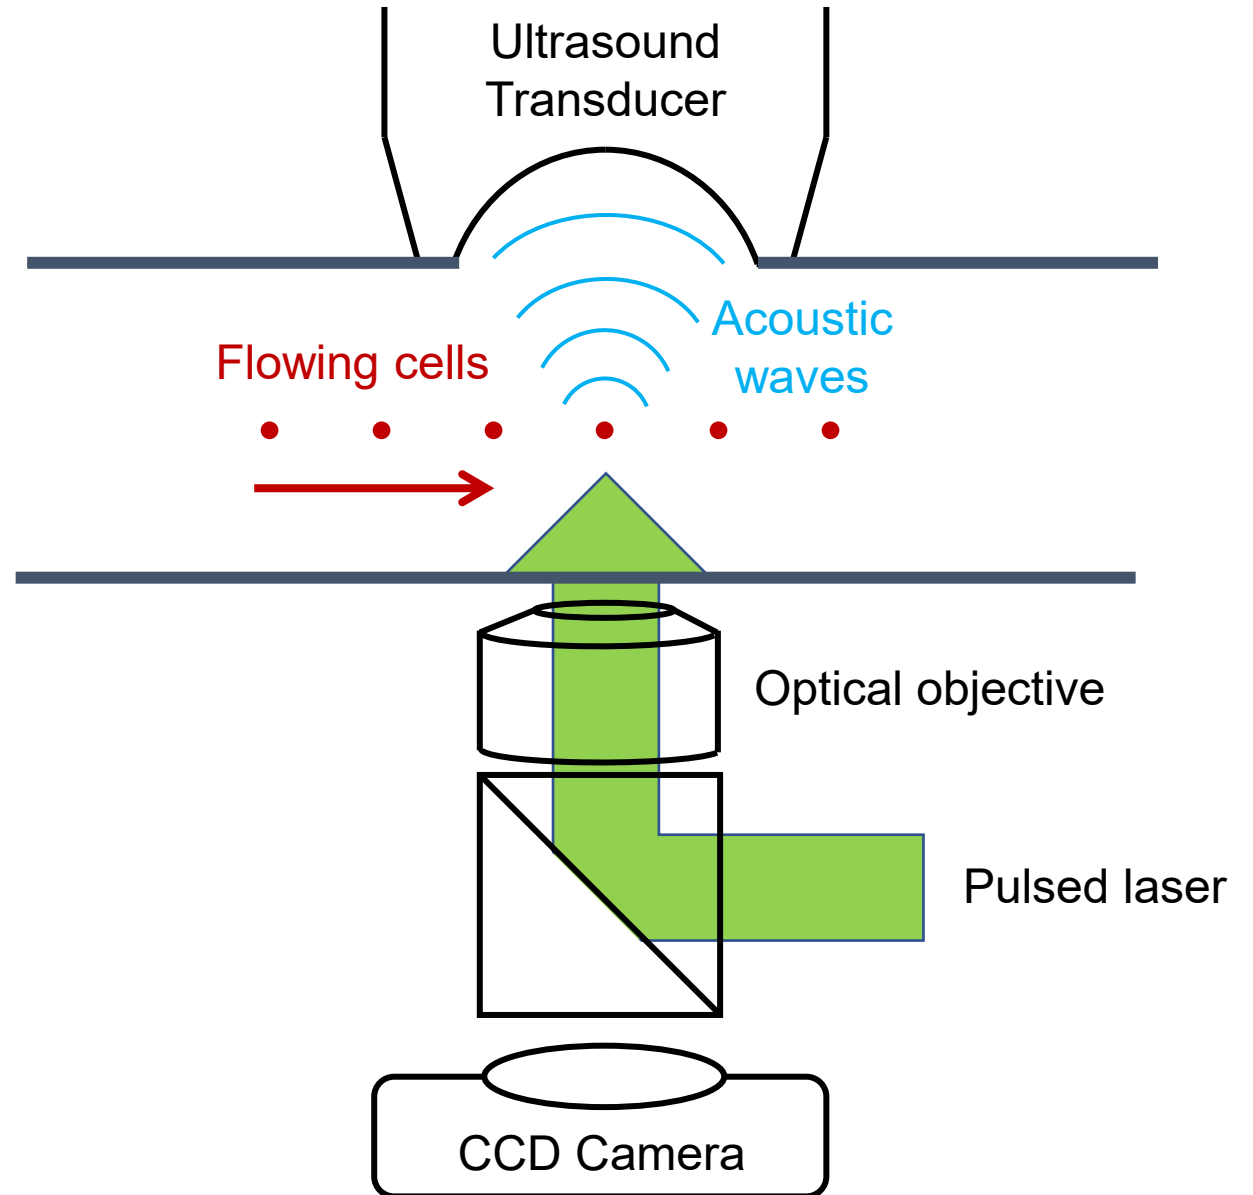 Ultrasound
Transducer
Acoustic
waves
Flowing cells
Optical objective
Pulsed laser
CCD Camera